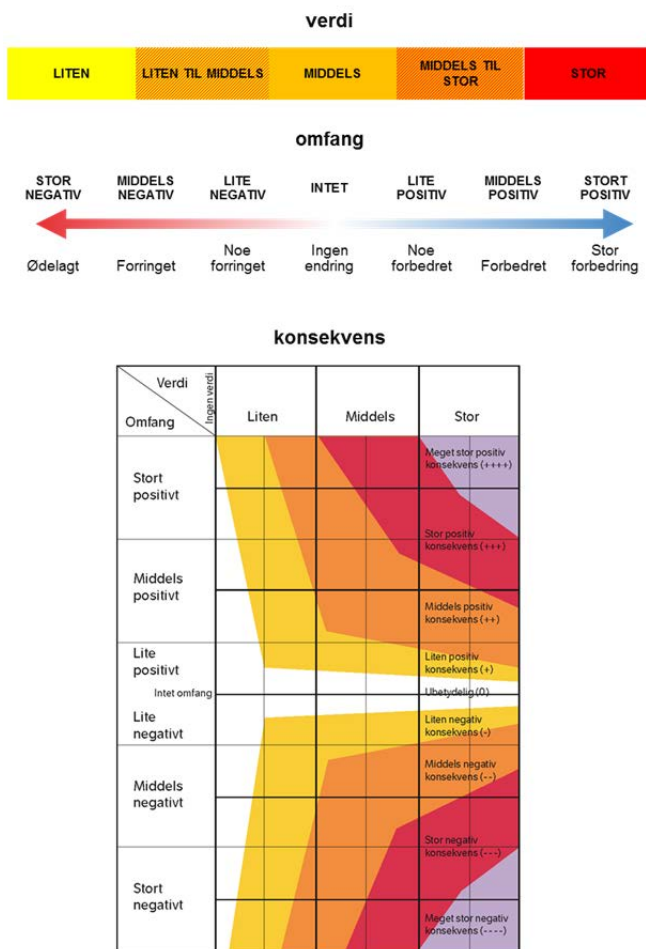 verdi
LITEN
LITEN TIL MIDDELS
MIDDELS
MIDDELS TIL
STOR
STOR
omfang
STOR
NEGATIV
MIDDELS
NEGATIV
LITE
NEGATIV
INTET
LITE
POSITIV
MIDDELS
POSITIV
STORT
POSITIV
Ødelagt
Forringet
Noe
forringet
Ingen
endring
Noe
forbedret
Forbedret
Stor
forbedring
konsekvens
Verdi
Omfang
Ingen verdi
Liten
Middels
Stor
Stort
positivt
Meget stor positiv
konsekvens (++++)
Stor positiv
konsekvens (+++)
Middels
positivt
Middels positiv
konsekvens (++)
Lite
positivt
Liten positiv
konsekvens (+)
Intet omfang
Ubetydelig (0)
Lite
negativt
Liten negativ
konsekvens (-)
Middels
negativt
Middels negativ
konsekvens (--)
Stor negativ
konsekvens (---)
Stort
negativt
Meget stor negativ
konsekvens (----)